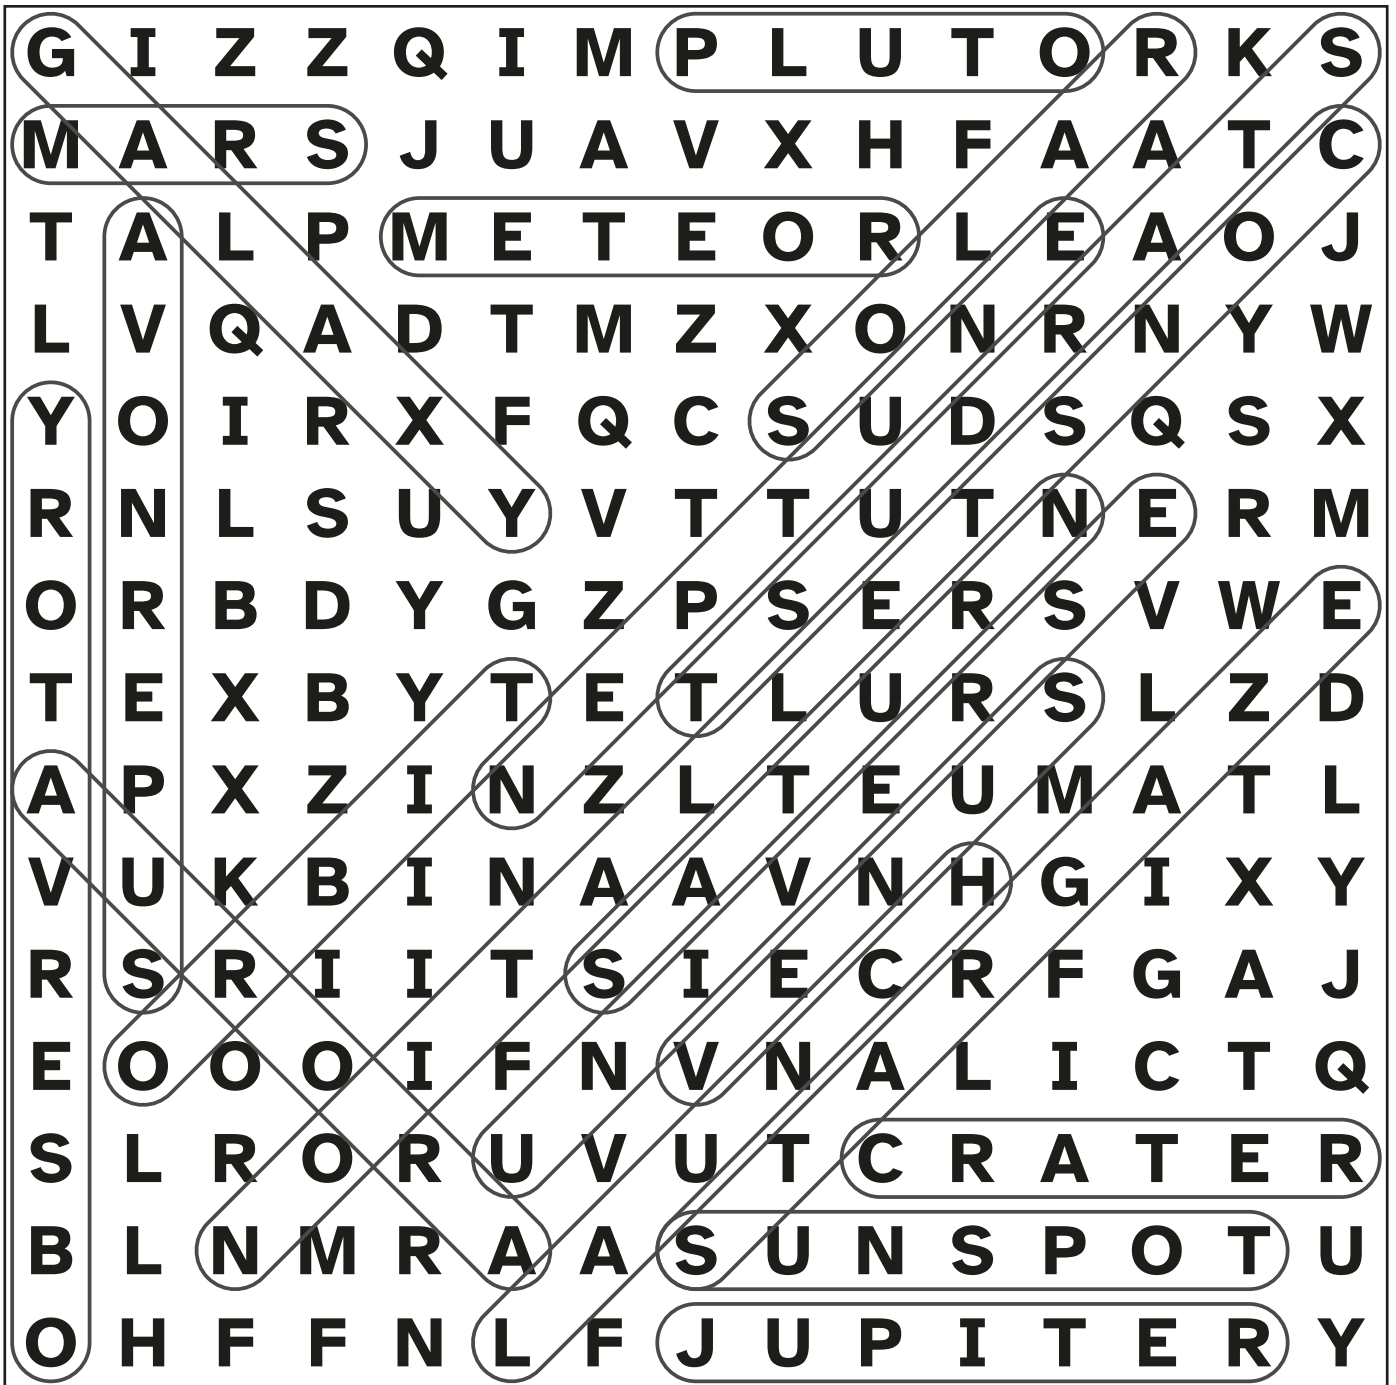 G I Z Z Q I M P L U T O R K S
M A R S J U A V X H F A A T C
T A L P M E T E O R L E A O J
L V Q A D T M Z X O N R N Y W
Y O I R X F Q C S U D S Q S X
R N L S U Y V T T U T N E R M
O R B D Y G Z P S E R S V W E
T E X B Y T E T L U R S L Z D
A P X Z I N Z L T E U M A T L
V U K B I N A A V N H G I X Y
R S R I I T S I E C R F G A J
E O O O I F N V N A L I C T Q
S L R O R U V U T C R A T E R
B L N M R A A S U N S P O T U
O H F F N L F J U P I T E R Y